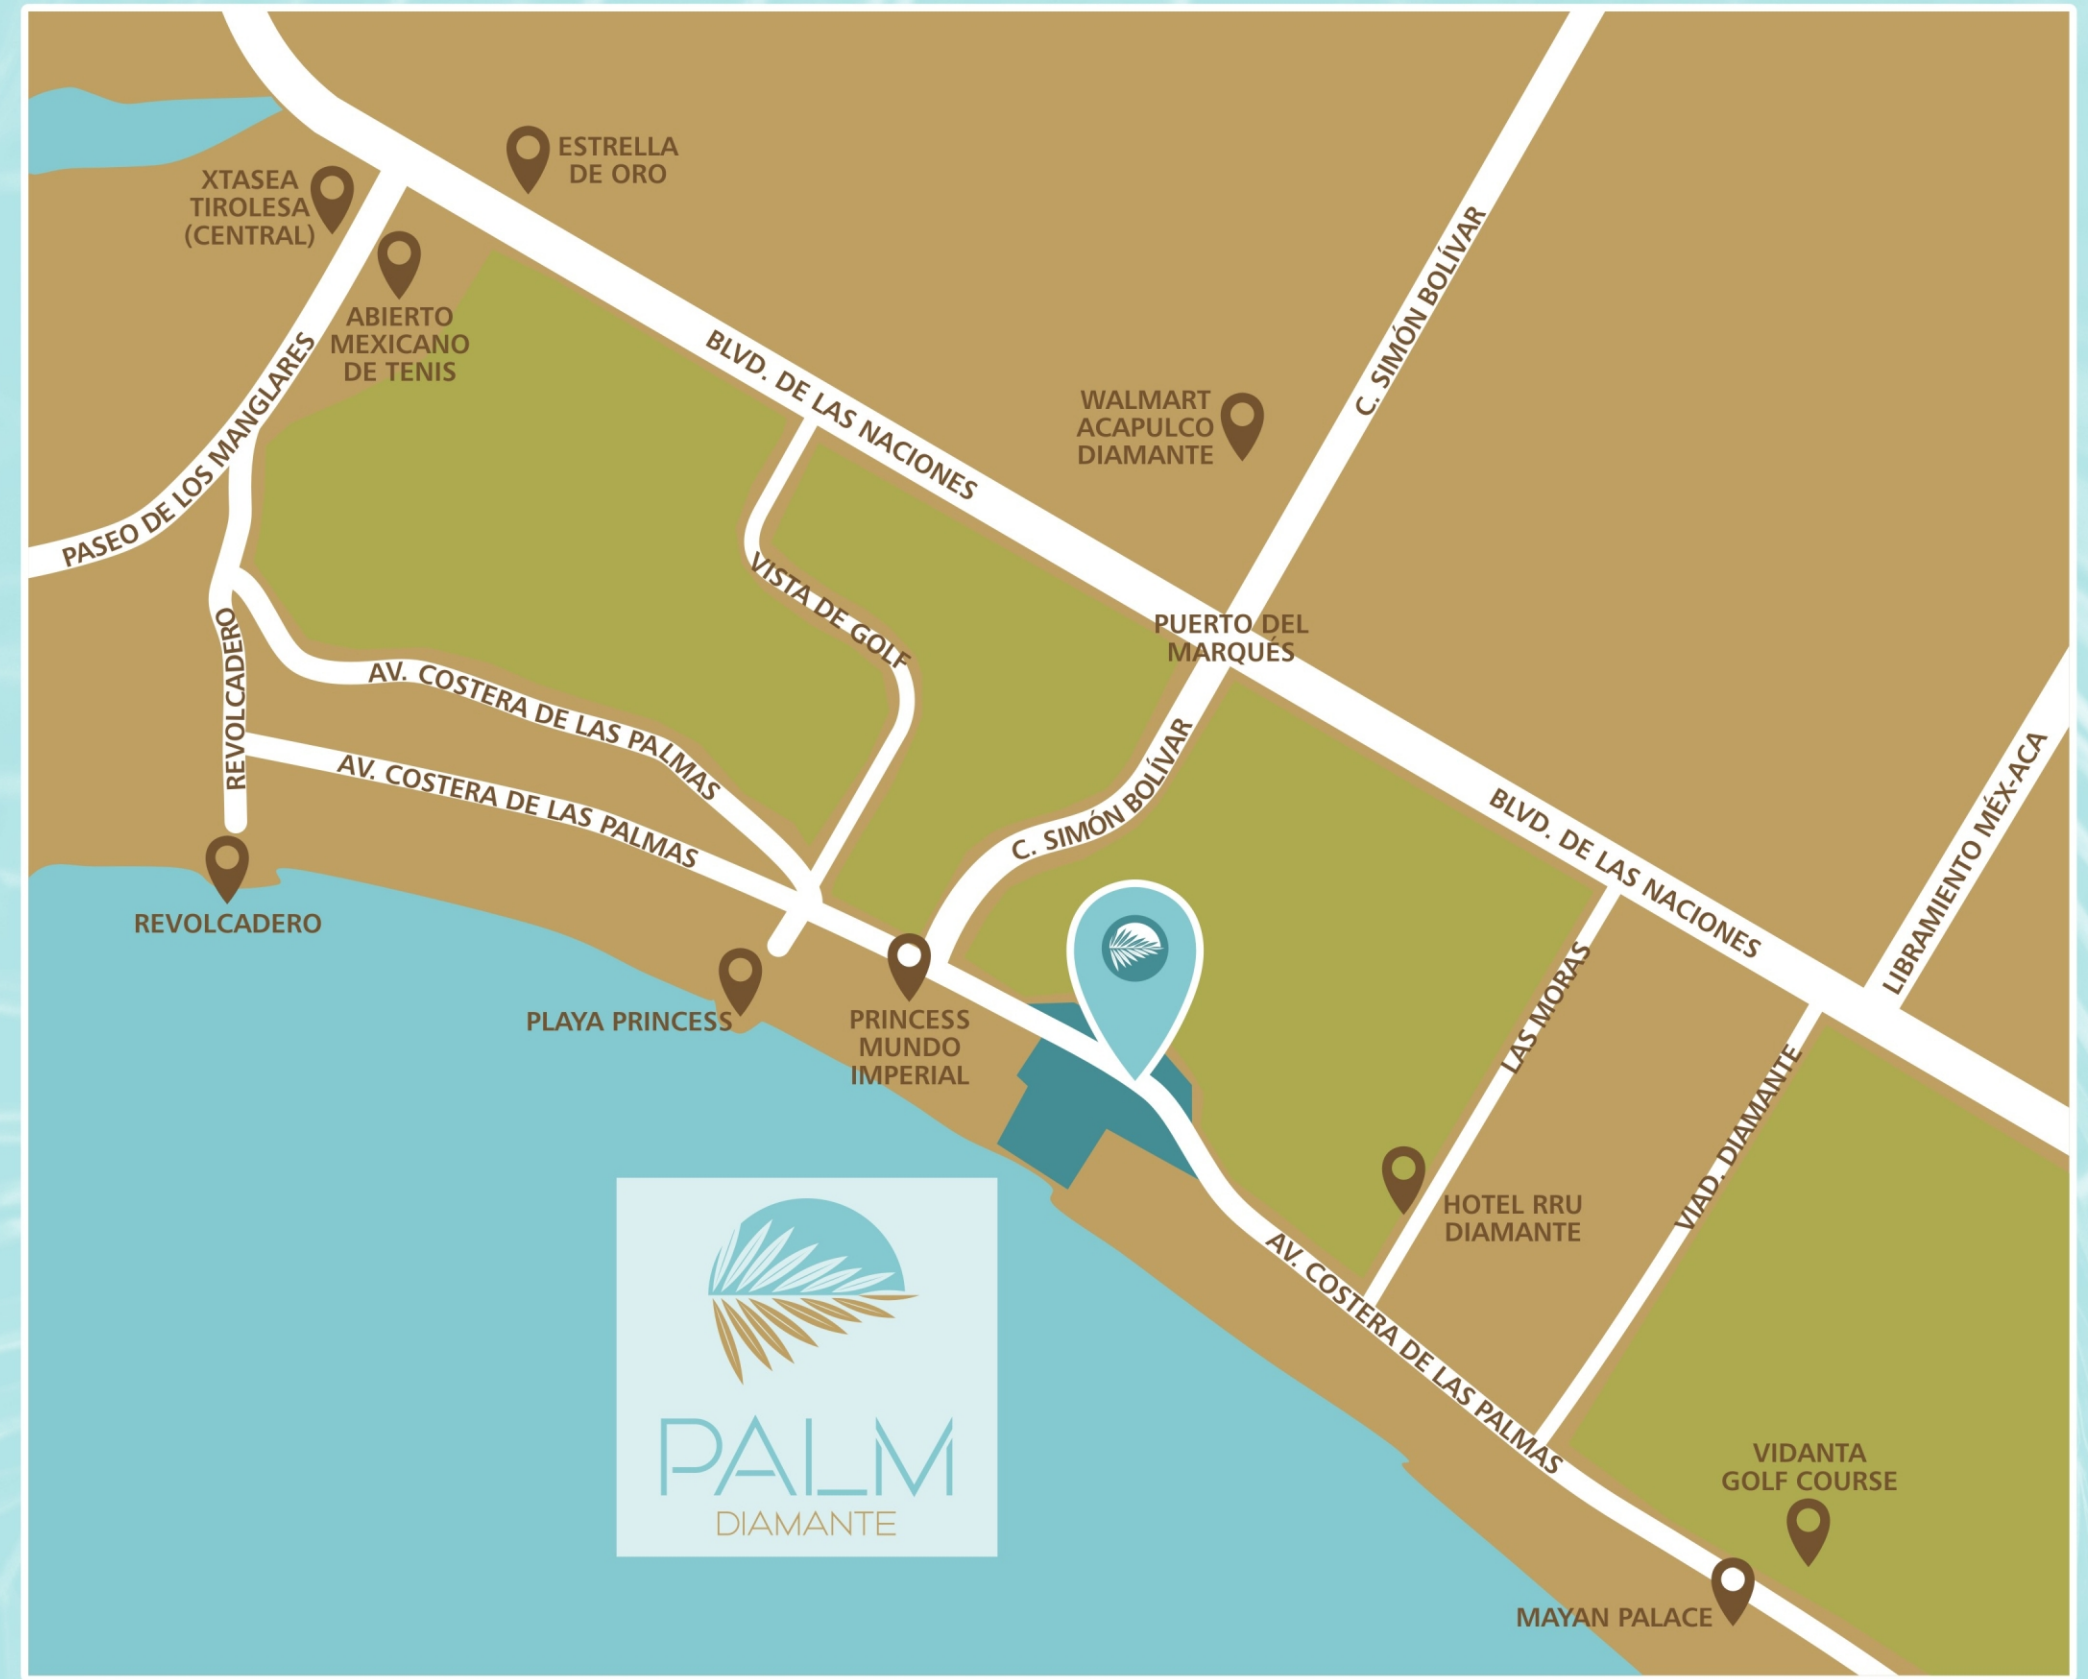 ESTRELLA
DE ORO
XTASEA
TIROLESA
(CENTRAL)
ABIERTO
MEXICANO
DE TENIS
PASEO DE LOS MANGLARES
BLVD. DE LAS NACIONES
C. SIMÓN BOLÍVAR
WALMART
ACAPULCO
DIAMANTE
VISTA DE GOLF
PUERTO DEL
MARQUÉS
REVOLCADERO
AV. COSTERA DE LAS PALMAS
AV. COSTERA DE LAS PALMAS
C. SIMÓN BOLÍVAR
BLVD. DE LAS NACIONES
LIBRAMIENTO MÉX-ACA
REVOLCADERO
PLAYA PRINCESS
PRINCESS
MUNDO
IMPERIAL
LAS MORAS
VIAD. DIAMANTE
HOTEL RRU
DIAMANTE
AV. COSTERA DE LAS PALMAS
PALM
DIAMANTE
VIDANTA
GOLF COURSE
MAYAN PALACE